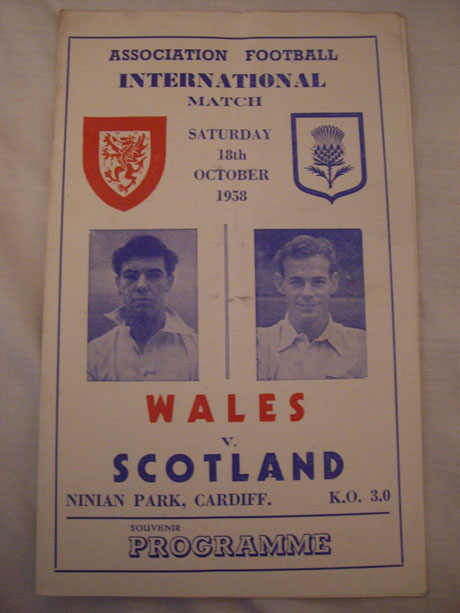 ASSOCIATION FOOTBALL
INTERNATIONAL
MATCH
SATURDAY
18th
OCTOBER
1958
WALES
v.
SCOTLAND
NINIAN PARK, CARDIFF. K.O. 3.0
SOUVENIR
PROGRAMME